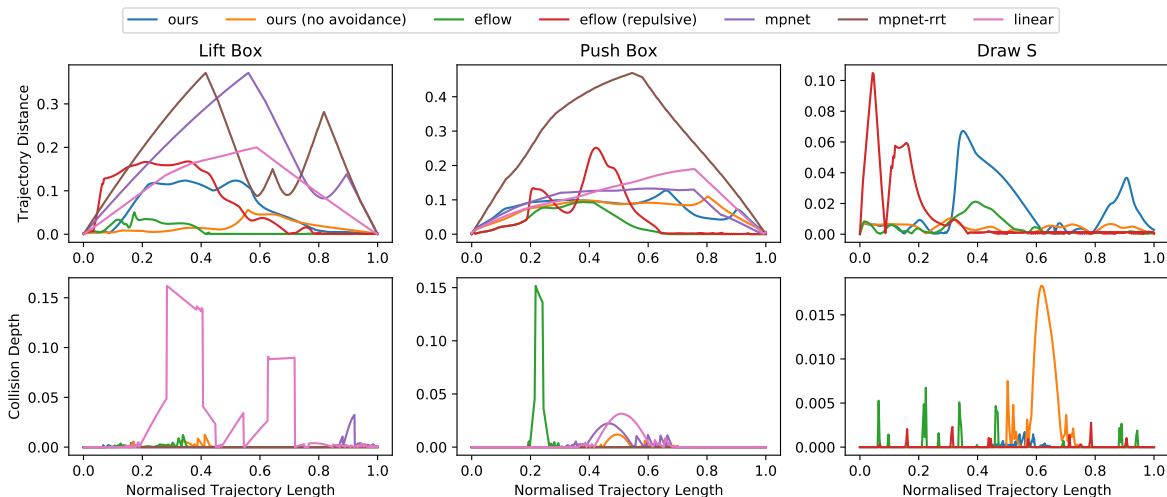 ours ours (no avoidance) eflow eflow (repulsive) mpnet mpnet-rrt linear
Lift Box Push Box Draw S
Trajectory Distance
0.3
0.2
0.1
0.0
0.0 0.2 0.4 0.6 0.8 1.0
0.4
0.3
0.2
0.1
0.0
0.0 0.2 0.4 0.6 0.8 1.0
0.10
0.08
0.06
0.04
0.02
0.00
0.0 0.2 0.4 0.6 0.8 1.0
Collision Depth
0.15
0.10
0.05
0.00
0.0 0.2 0.4 0.6 0.8 1.0
Normalised Trajectory Length
0.15
0.10
0.05
0.00
0.0 0.2 0.4 0.6 0.8 1.0
Normalised Trajectory Length
0.015
0.010
0.005
0.000
0.0 0.2 0.4 0.6 0.8 1.0
Normalised Trajectory Length